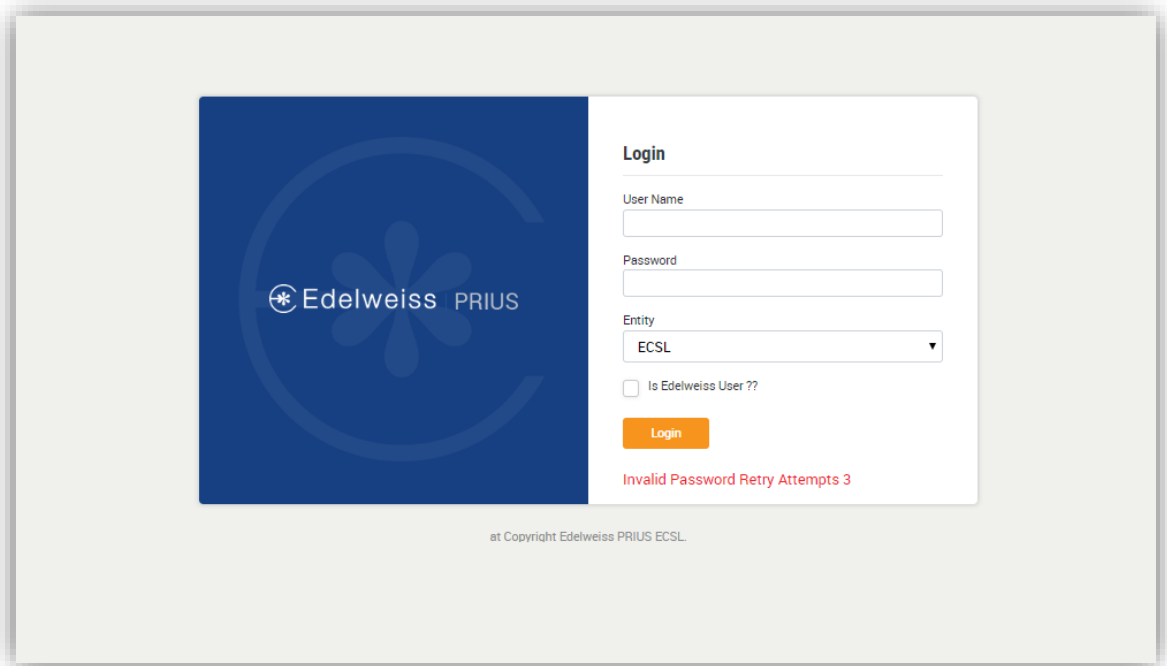 Edelweiss PRIUS
Login
User Name
Password
Entity
ECSL
Is Edelweiss User ??
Login
Invalid Password Retry Attempts 3
at Copyright Edelweiss PRIUS ECSL.